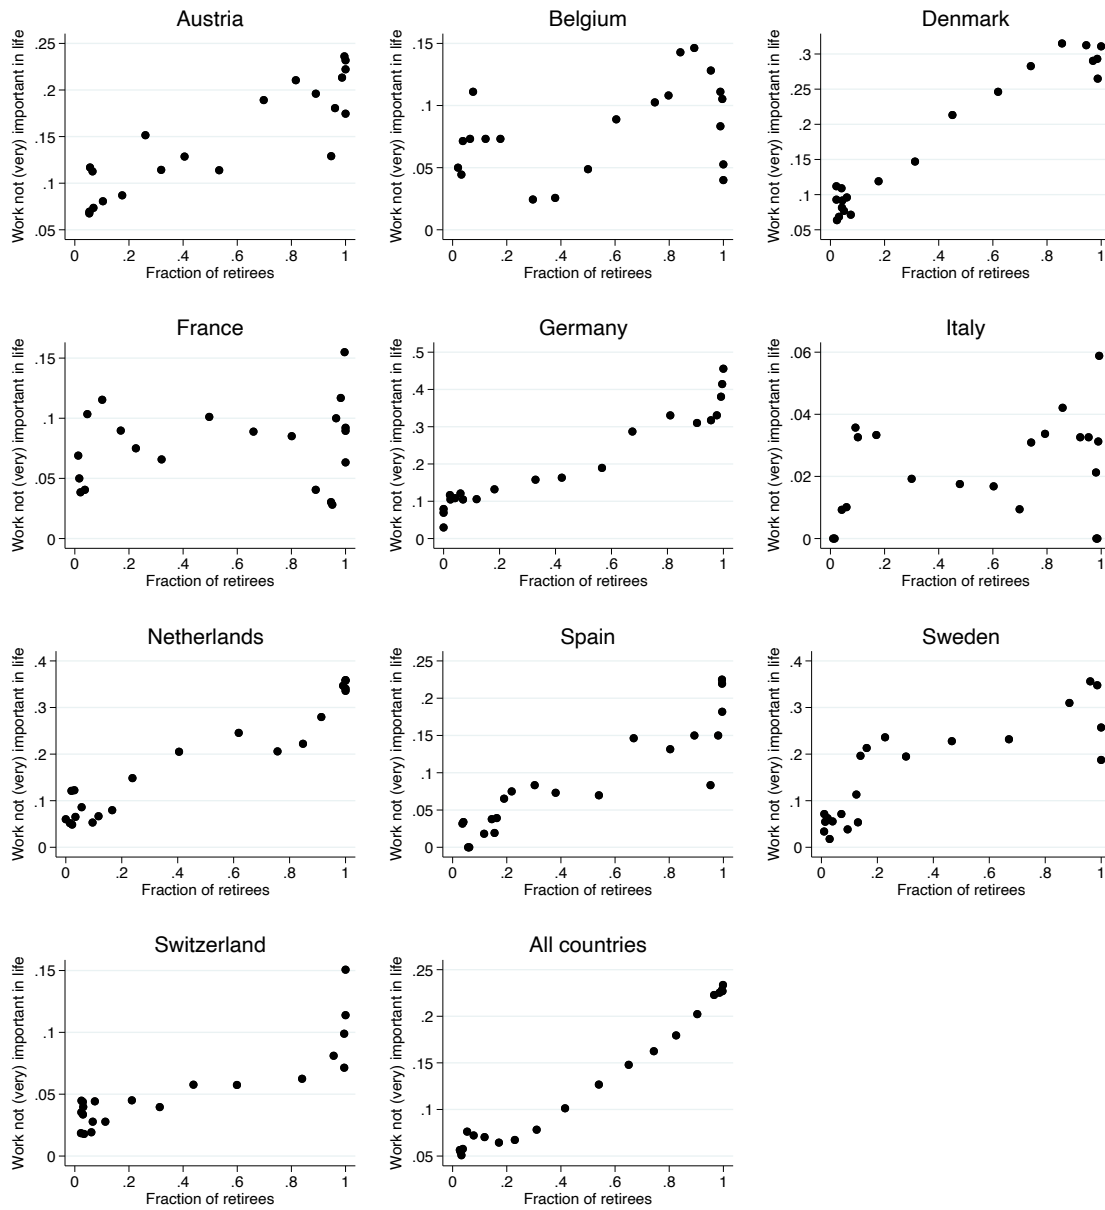 Austria
Work not (very) important in life
.25
.2
.15
.1
.05
0 .2 .4 .6 .8 1
Fraction of retirees
Belgium
Work not (very) important in life
.15
.1
.05
0
0 .2 .4 .6 .8 1
Fraction of retirees
Denmark
Work not (very) important in life
.3
.25
.2
.15
.1
.05
0 .2 .4 .6 .8 1
Fraction of retirees
France
Work not (very) important in life
.15
.1
.05
0
0 .2 .4 .6 .8 1
Fraction of retirees
Germany
Work not (very) important in life
.5
.4
.3
.2
.1
0
0 .2 .4 .6 .8 1
Fraction of retirees
Italy
Work not (very) important in life
.06
.04
.02
0
0 .2 .4 .6 .8 1
Fraction of retirees
Netherlands
Work not (very) important in life
.4
.3
.2
.1
0
0 .2 .4 .6 .8 1
Fraction of retirees
Spain
Work not (very) important in life
.25
.2
.15
.1
.05
0
0 .2 .4 .6 .8 1
Fraction of retirees
Sweden
Work not (very) important in life
.4
.3
.2
.1
0
0 .2 .4 .6 .8 1
Fraction of retirees
Switzerland
Work not (very) important in life
.15
.1
.05
0
0 .2 .4 .6 .8 1
Fraction of retirees
All countries
Work not (very) important in life
.25
.2
.15
.1
.05
0 .2 .4 .6 .8 1
Fraction of retirees